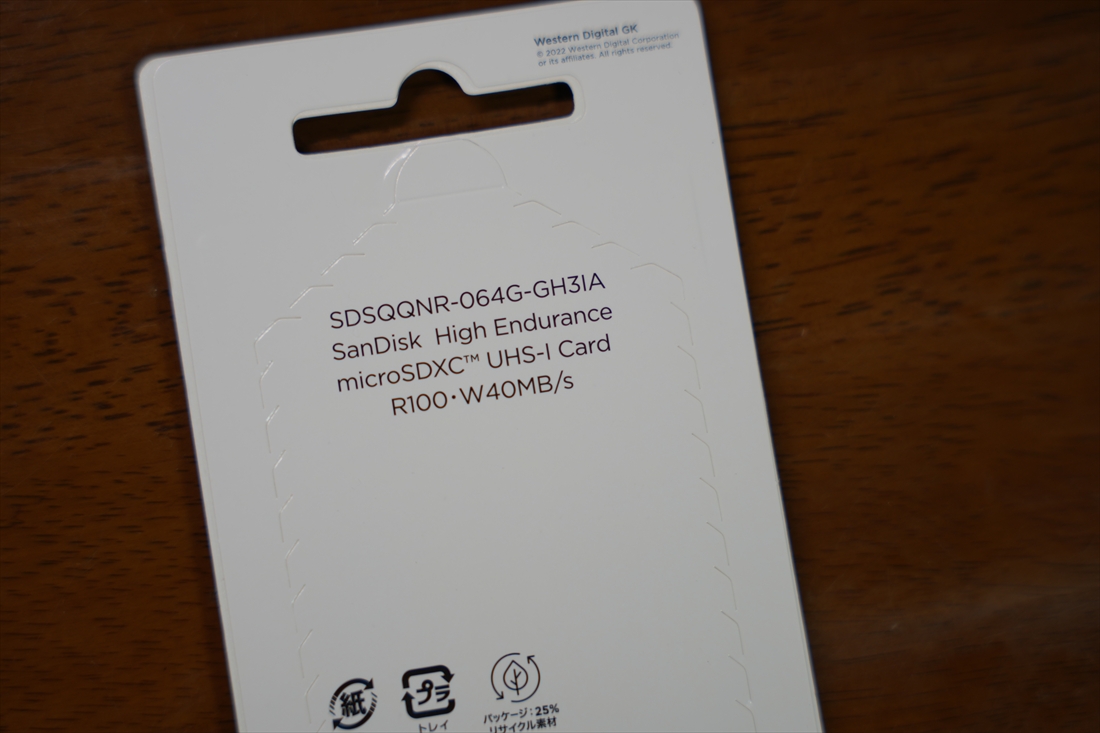 Western Digital GK
© 2022 Western Digital Corporation
or its affiliates. All rights reserved.
SDSQQNR-064G-GH3IA
SanDisk High Endurance
microSDXC™ UHS-I Card
R100・W40MB/s
紙
プラ
トレイ
パッケージ：25%
リサイクル素材